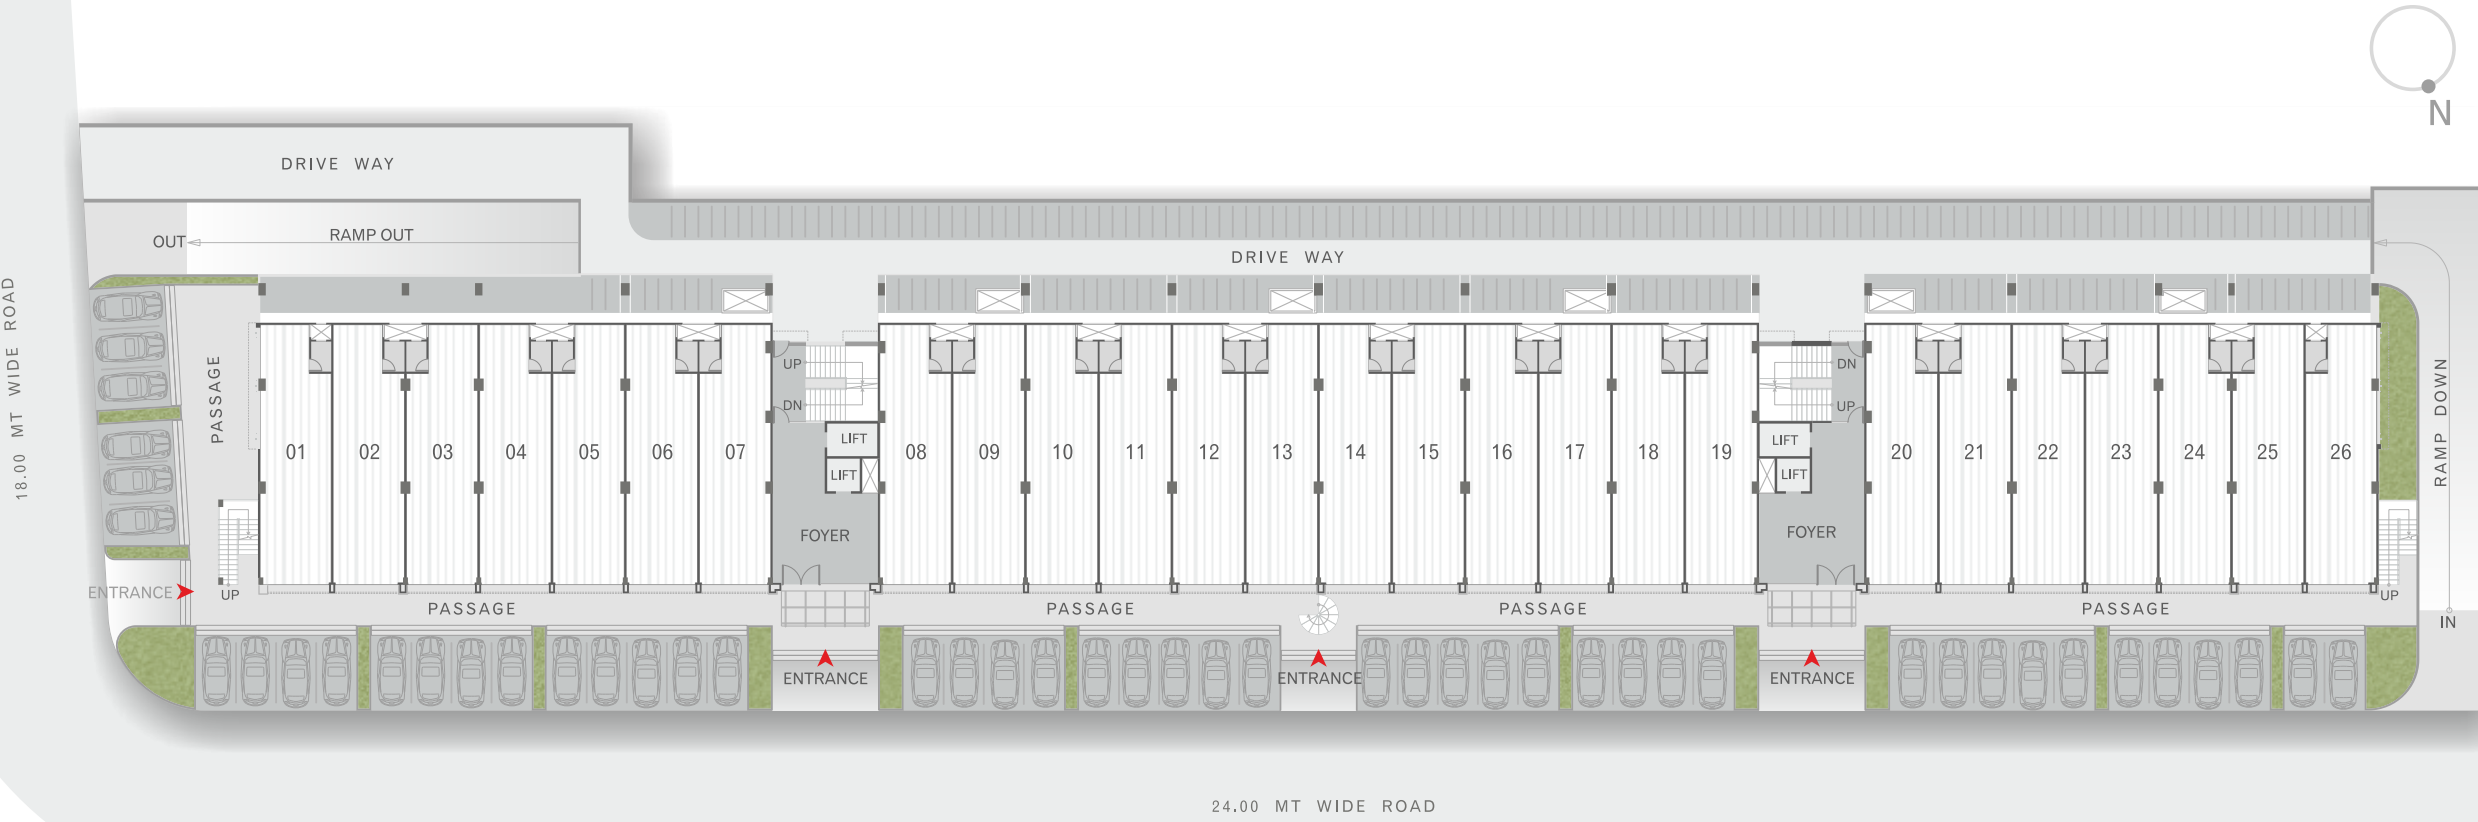 N
DRIVE WAY
OUT
RAMP OUT
DRIVE WAY
18.00 MT WIDE ROAD
PASSAGE
UP
DN
DN
UP
LIFT
LIFT
LIFT
LIFT
01 02 03 04 05 06 07 08 09 10 11 12 13 14 15 16 17 18 19 20 21 22 23 24 25 26
RAMP DOWN
FOYER
FOYER
ENTRANCE
UP
UP
PASSAGE
PASSAGE
PASSAGE
PASSAGE
IN
ENTRANCE
ENTRANCE
ENTRANCE
24.00 MT WIDE ROAD